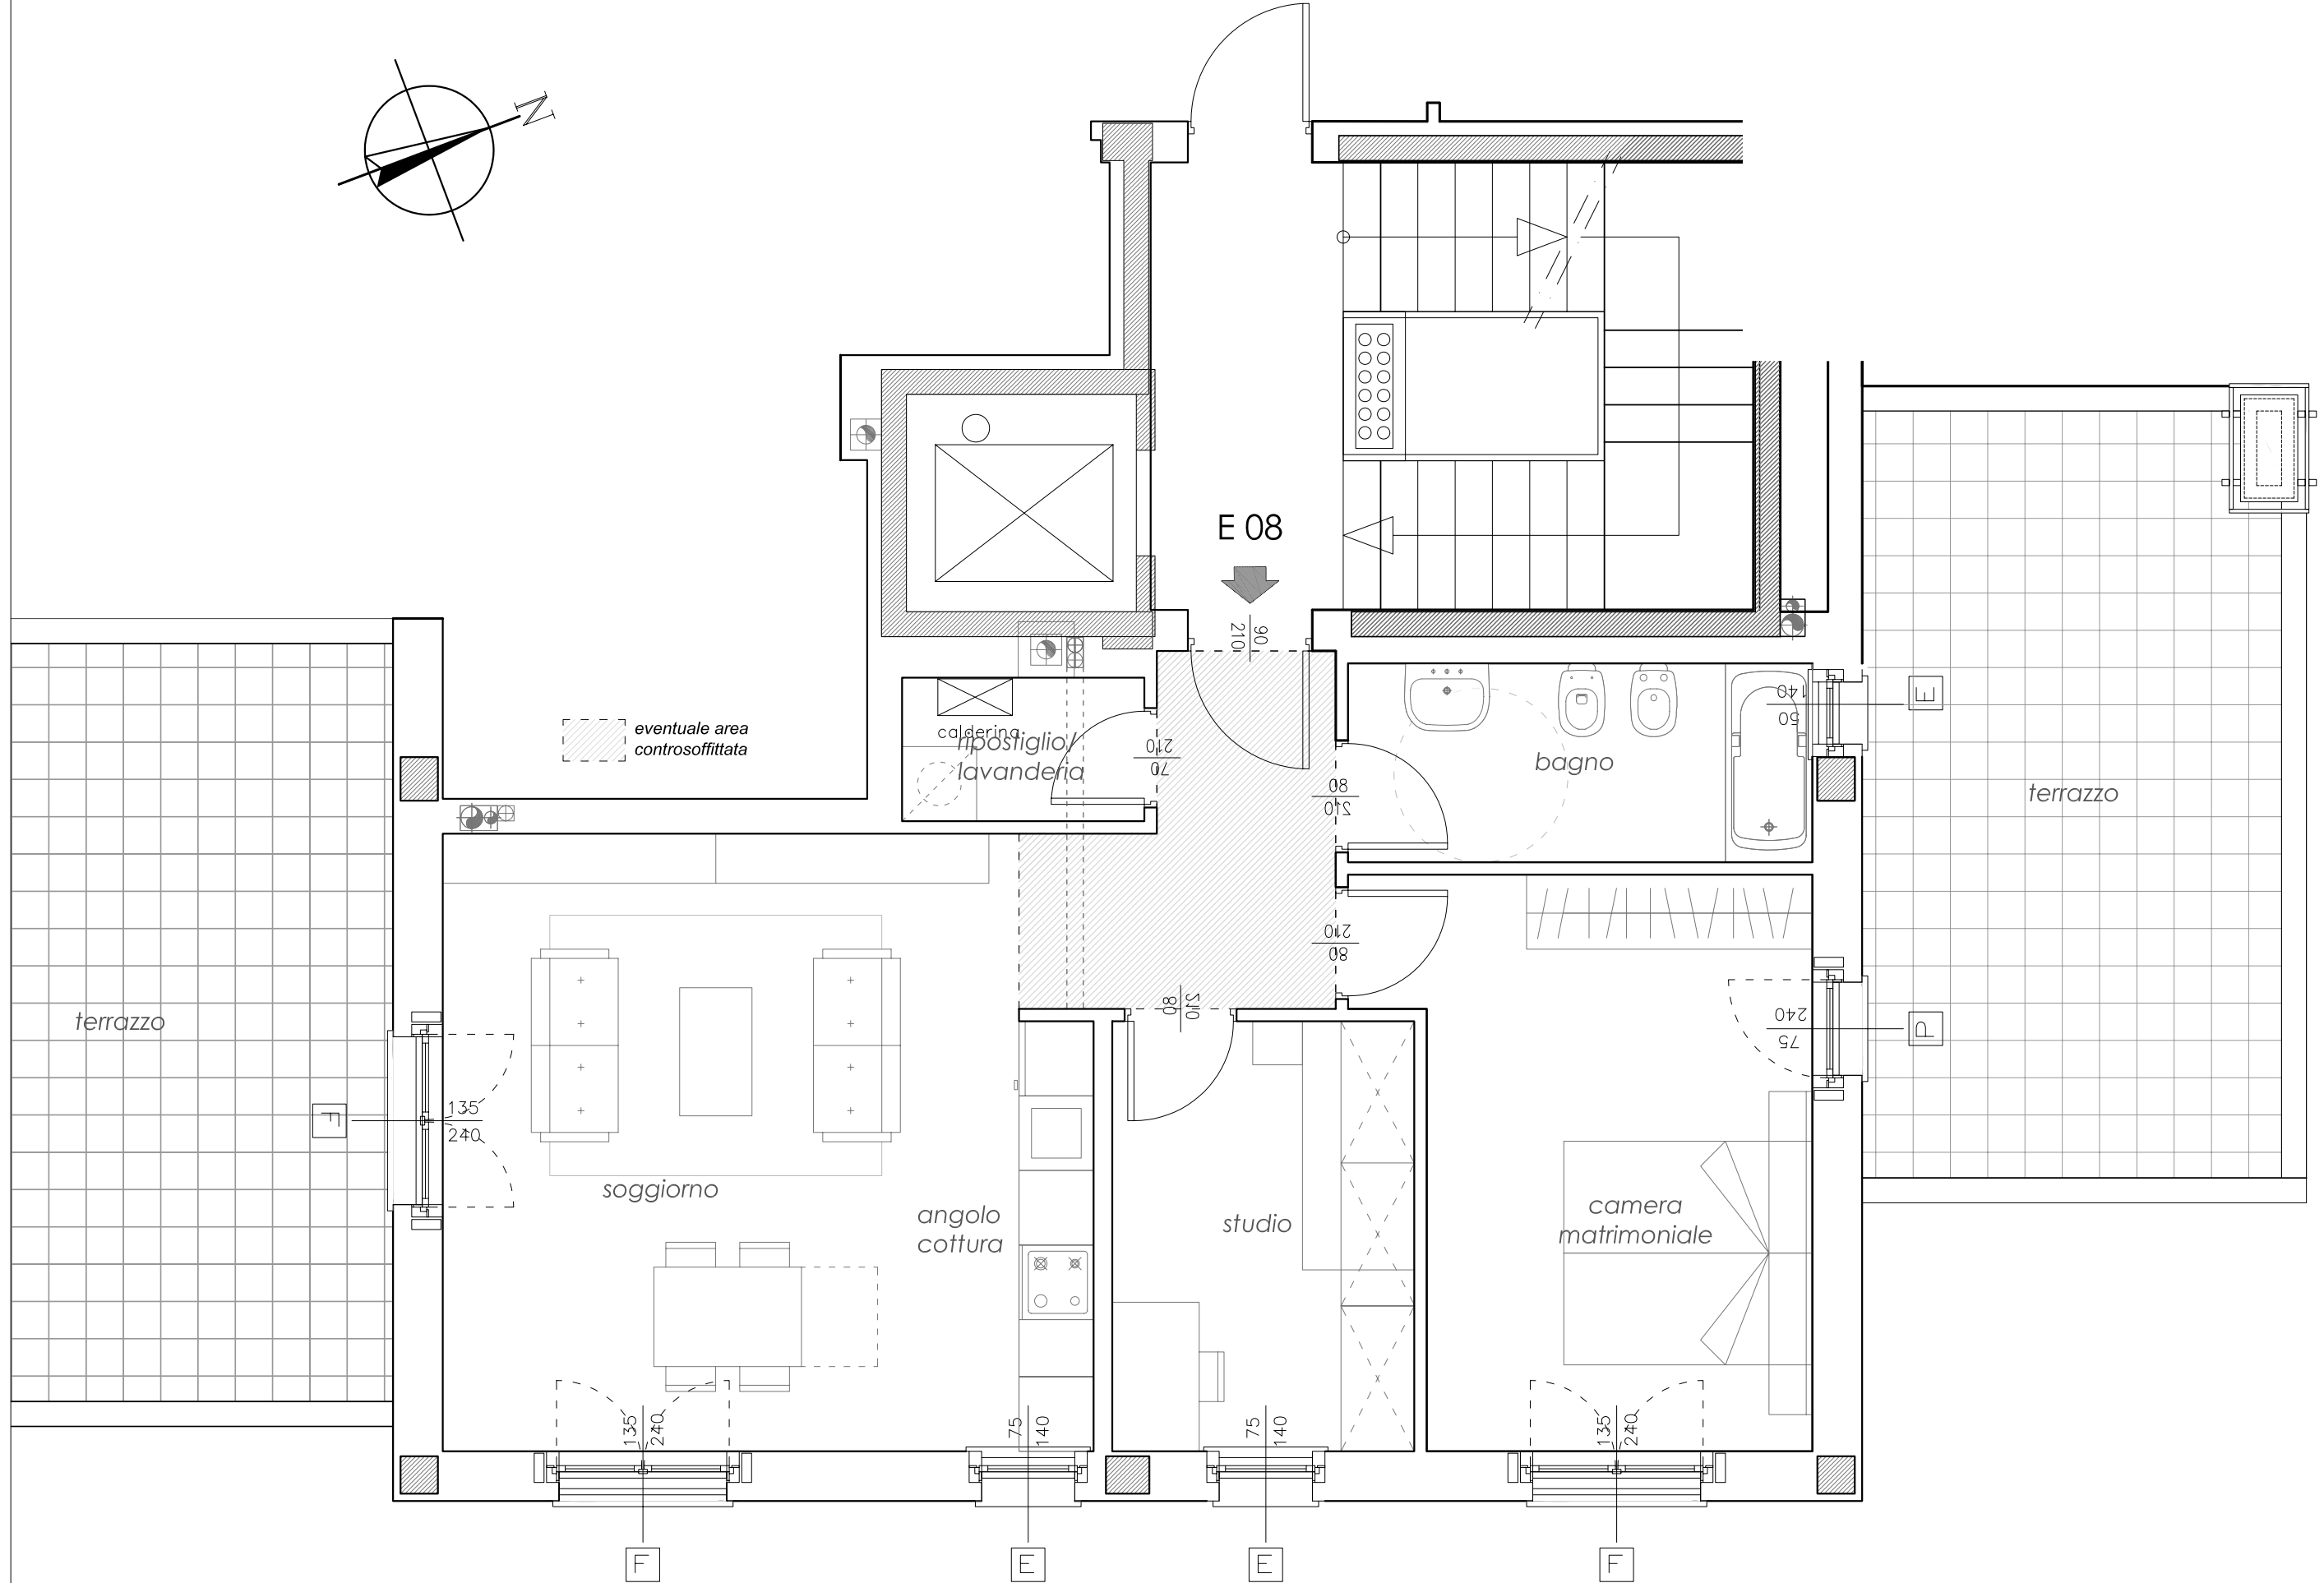 N
E 08
90
210
eventuale area
controsoffittata
calderina
ripostiglio/
lavanderia
210
70
80
210
bagno
140
50
E
terrazzo
210
80
80
210
terrazzo
240
75
P
F
135
240
soggiorno
angolo
cottura
studio
camera
matrimoniale
135
240
75
140
75
140
135
240
F
E
E
F